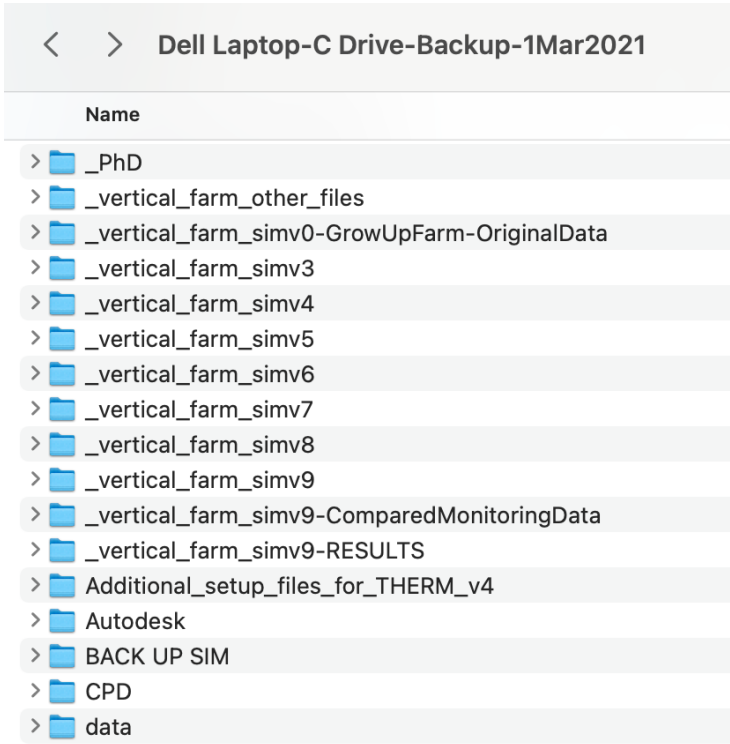 Dell Laptop-C Drive-Backup-1Mar2021
Name
_PhD
_vertical_farm_other_files
_vertical_farm_simv0-GrowUpFarm-OriginalData
_vertical_farm_simv3
_vertical_farm_simv4
_vertical_farm_simv5
_vertical_farm_simv6
_vertical_farm_simv7
_vertical_farm_simv8
_vertical_farm_simv9
_vertical_farm_simv9-ComparedMonitoringData
_vertical_farm_simv9-RESULTS
Additional_setup_files_for_THERM_v4
Autodesk
BACK UP SIM
CPD
data